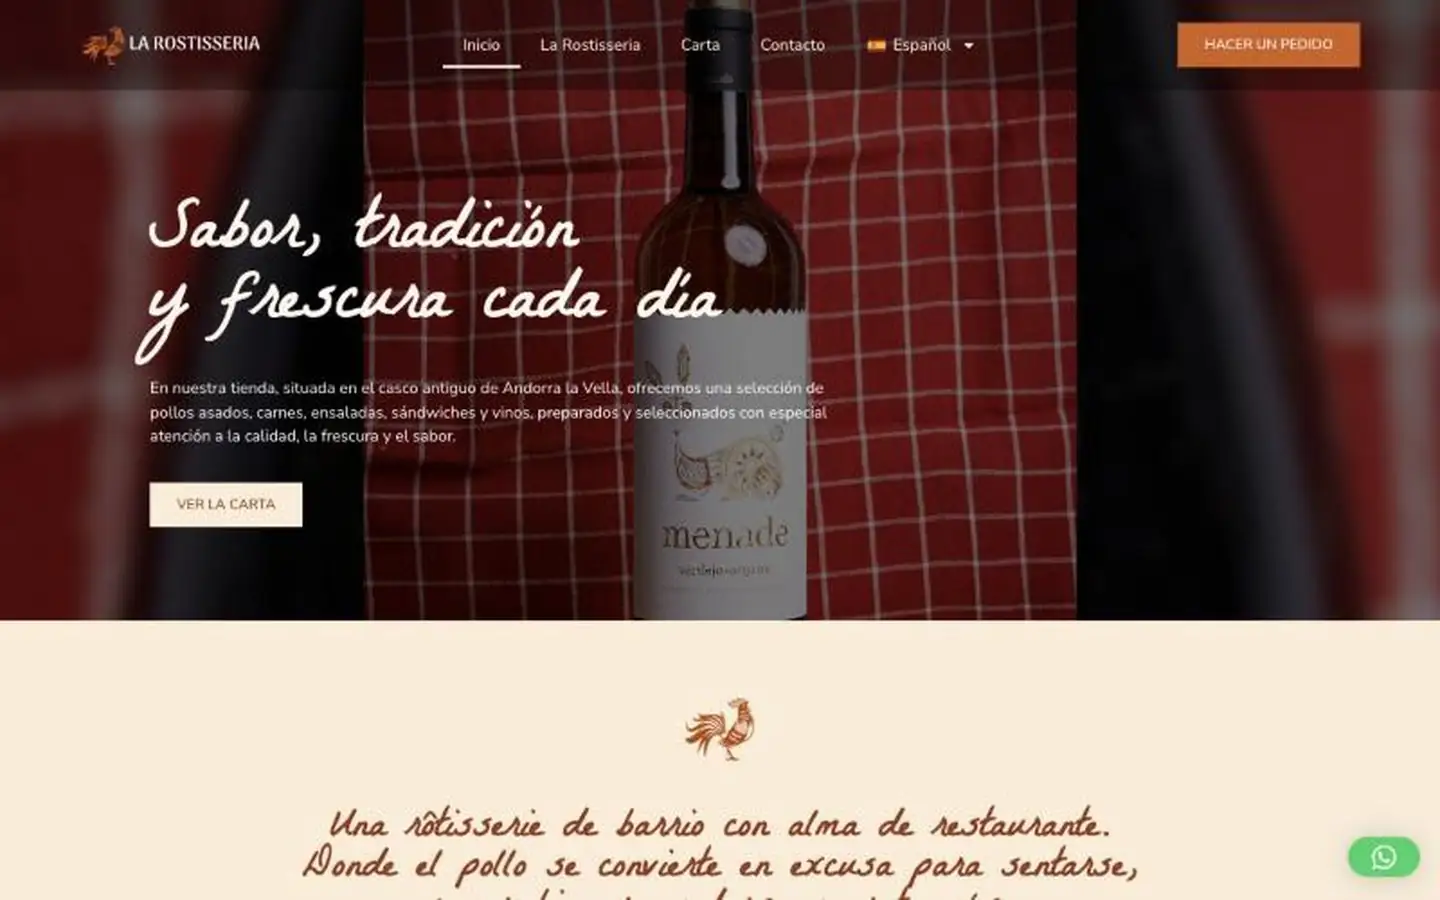 LA ROSTISSERIA
Inicio
La Rostisseria
Carta
Contacto
Español
HACER UN PEDIDO
Sabor, tradición
y frescura cada día
En nuestra tienda, situada en el casco antiguo de Andorra la Vella, ofrecemos una selección de
pollos asados, carnes, ensaladas, sándwiches y vinos, preparados y seleccionados con especial
atención a la calidad, la frescura y el sabor.
VER LA CARTA
menade
Una rôtisserie de barrio con alma de restaurante.
Donde el pollo se convierte en excusa para sentarse,